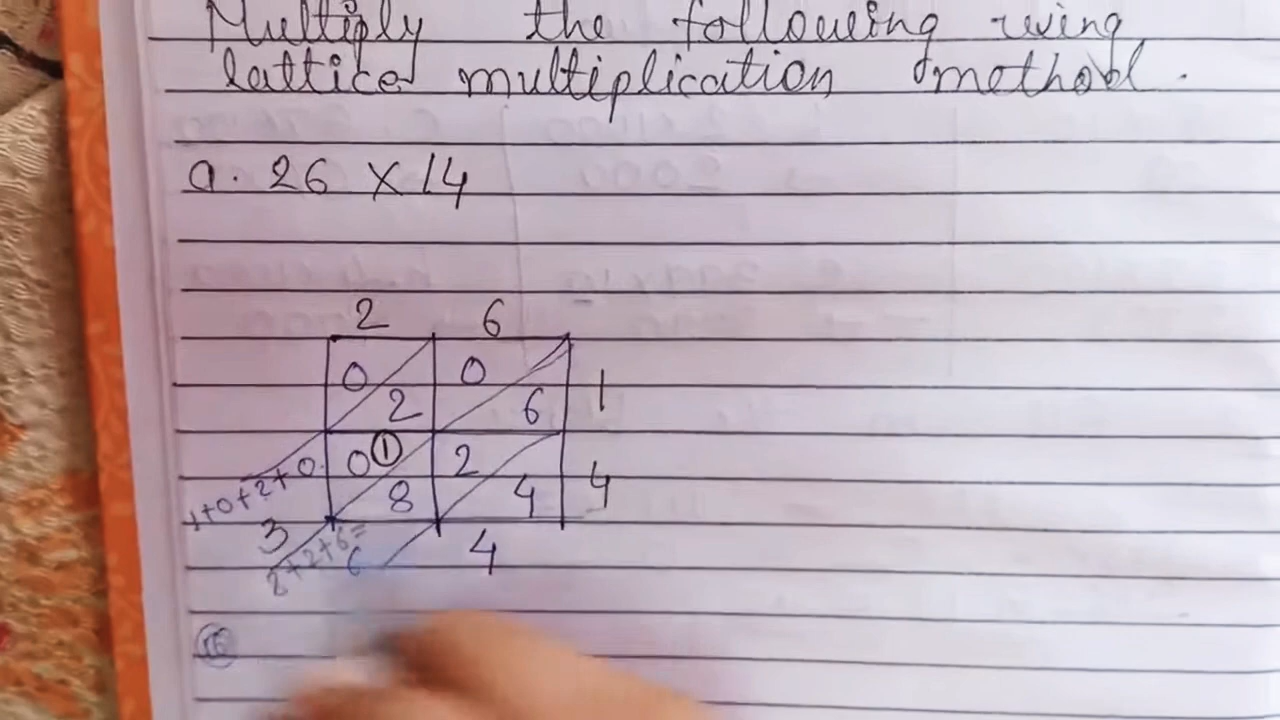 Multiply the following using
lattice multiplication method.
a. 26 X 14
2 6
0 0
2 6 1
0 1 2
1+0+2+0
8 4 4
3
2+2+6=
6
4
16